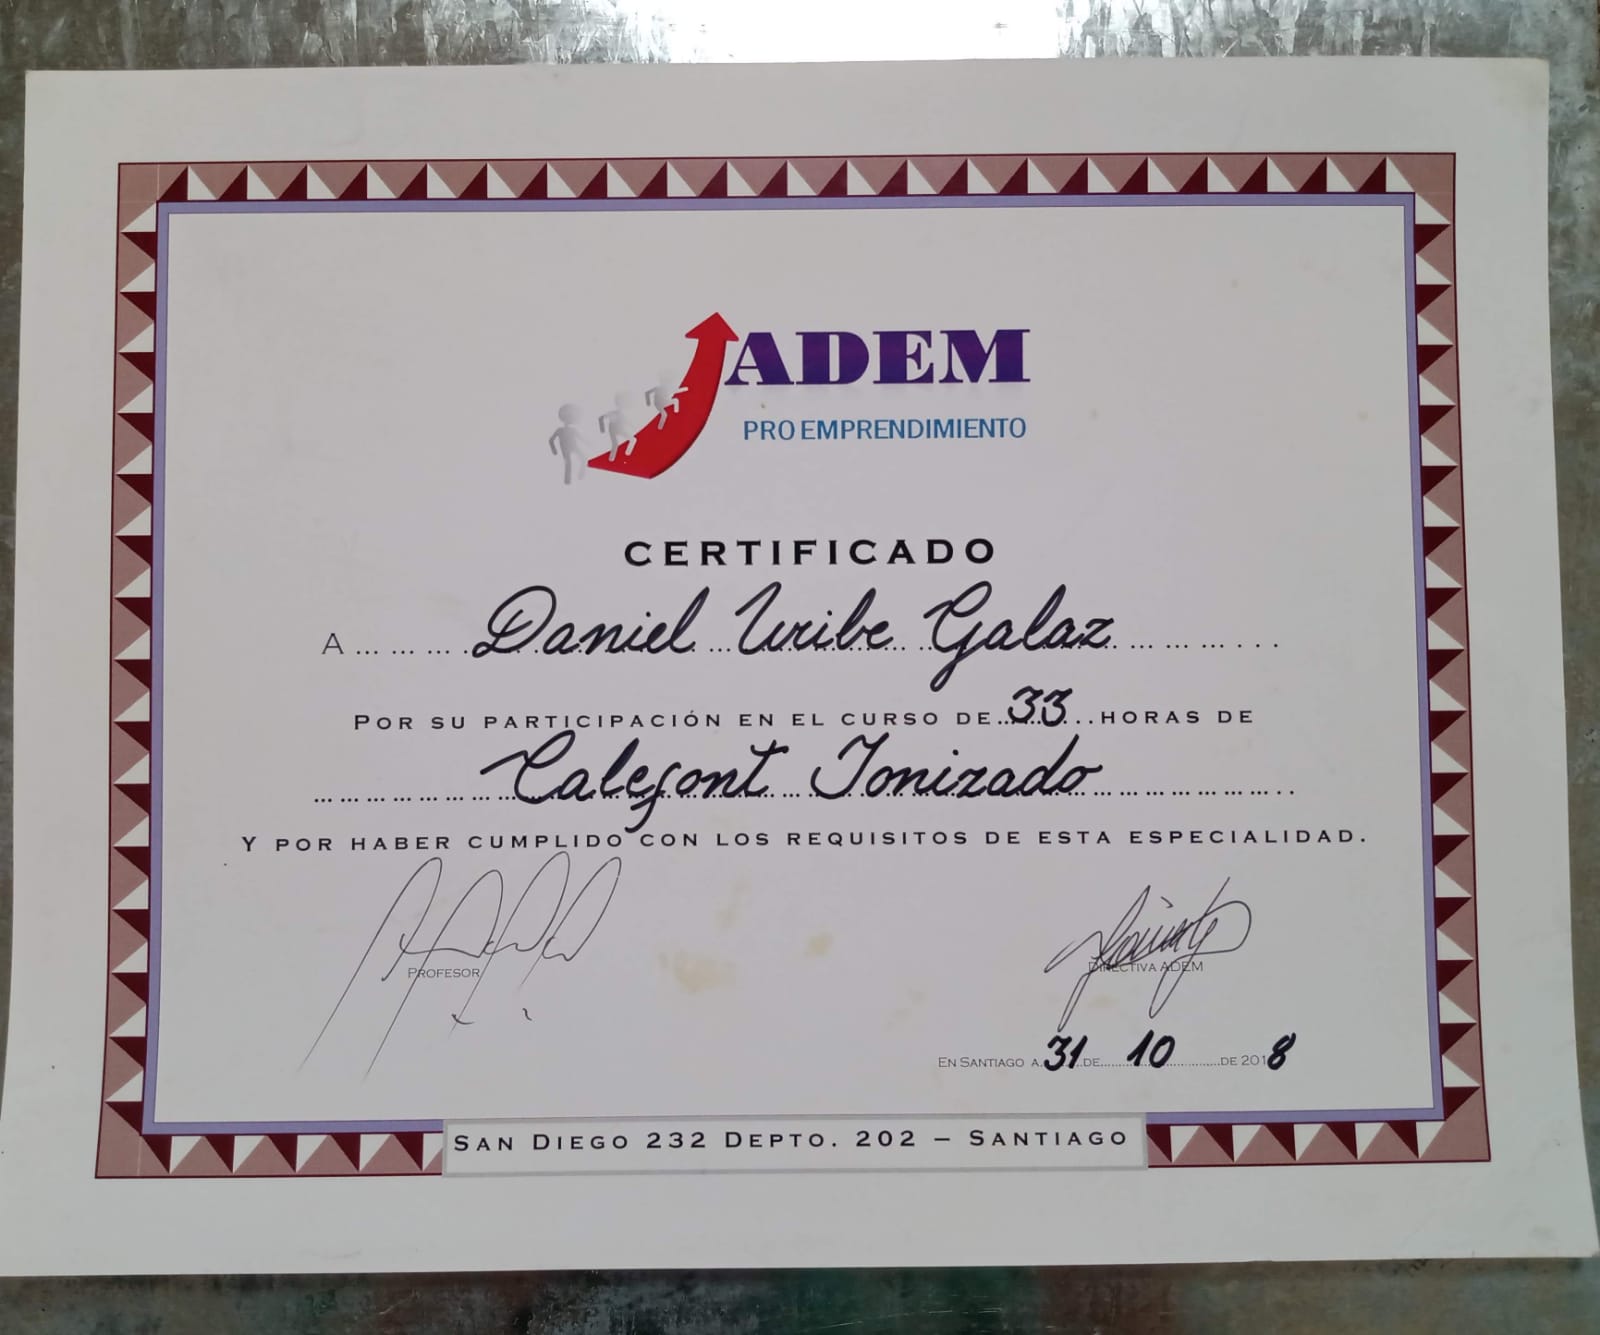 ADEM
PRO EMPRENDIMIENTO
CERTIFICADO
A ... ... ... . Daniel Uribe Galaz ... ... ... . . .
POR SU PARTICIPACIÓN EN EL CURSO DE 33 HORAS DE
Calefont Ionizado
Y POR HABER CUMPLIDO CON LOS REQUISITOS DE ESTA ESPECIALIDAD.
PROFESOR
DIRECTIVA ADEM
EN SANTIAGO A 31 DE 10 DE 2018
SAN DIEGO 232 DEPTO. 202 – SANTIAGO